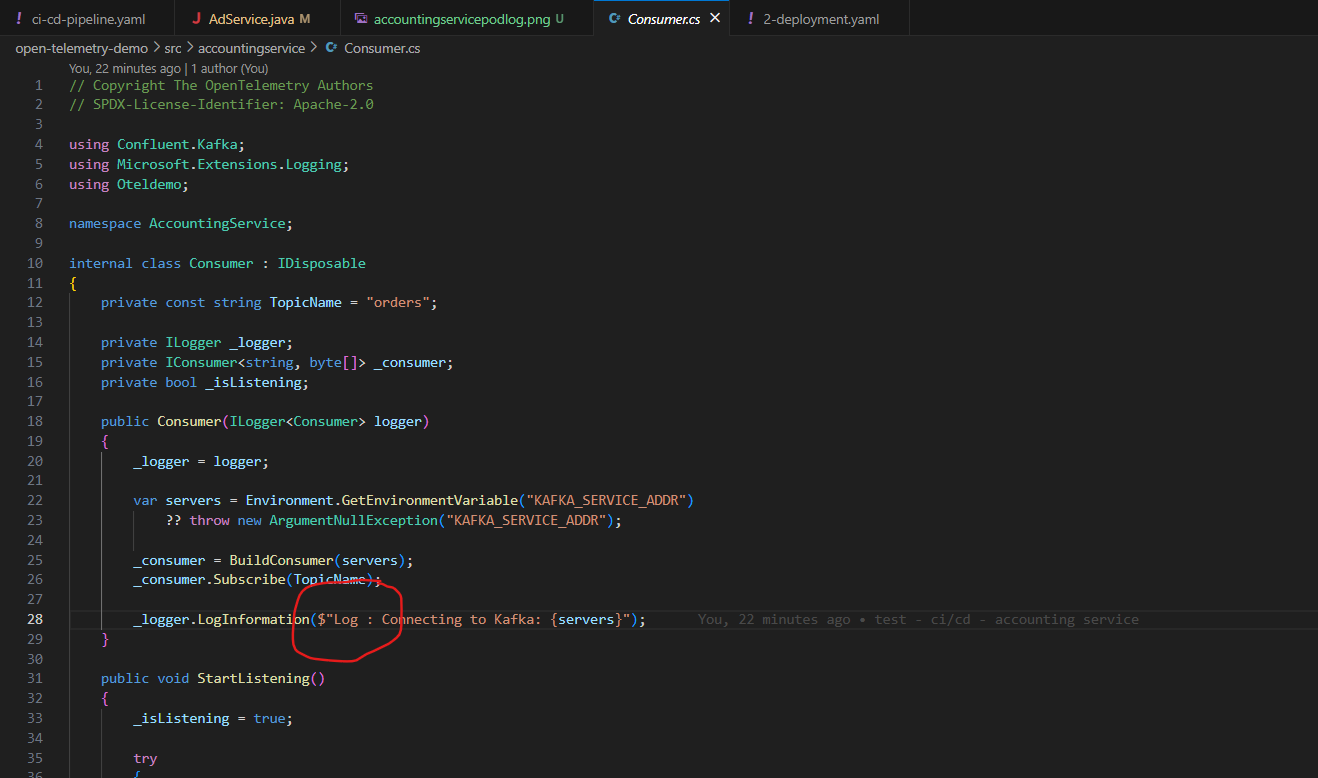 ! ci-cd-pipeline.yaml
J AdService.java M
accountingservicepodlog.png U
C# Consumer.cs ×
! 2-deployment.yaml
open-telemetry-demo > src > accountingservice > C# Consumer.cs
You, 22 minutes ago | 1 author (You)
1 // Copyright The OpenTelemetry Authors
2 // SPDX-License-Identifier: Apache-2.0
3
4 using Confluent.Kafka;
5 using Microsoft.Extensions.Logging;
6 using Oteldemo;
7
8 namespace AccountingService;
9
10 internal class Consumer : IDisposable
11 {
12 private const string TopicName = "orders";
13
14 private ILogger _logger;
15 private IConsumer<string, byte[]> _consumer;
16 private bool _isListening;
17
18 public Consumer(ILogger<Consumer> logger)
19 {
20 _logger = logger;
21
22 var servers = Environment.GetEnvironmentVariable("KAFKA_SERVICE_ADDR")
23 ?? throw new ArgumentNullException("KAFKA_SERVICE_ADDR");
24
25 _consumer = BuildConsumer(servers);
26 _consumer.Subscribe(TopicName);
27
28 _logger.LogInformation($"Log : Connecting to Kafka: {servers}"); You, 22 minutes ago • test - ci/cd - accounting service
29 }
30
31 public void StartListening()
32 {
33 _isListening = true;
34
35 try
36 {